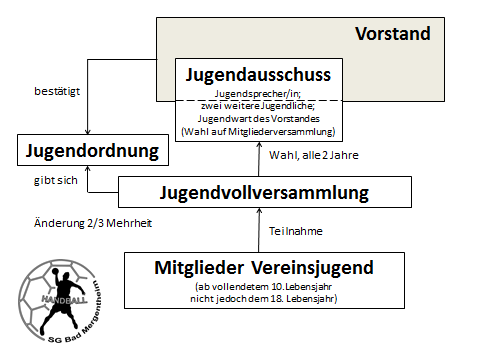 Vorstand
Jugendausschuss
Jugendsprecher/in;
zwei weitere Jugendliche;
Jugendwart des Vorstandes
(Wahl auf Mitgliederversammlung)
bestätigt
Jugendordnung
Wahl, alle 2 Jahre
gibt sich
Jugendvollversammlung
Änderung 2/3 Mehrheit
Teilnahme
Mitglieder Vereinsjugend
(ab vollendetem 10. Lebensjahr
nicht jedoch dem 18. Lebensjahr)
HANDBALL
SG Bad Mergentheim